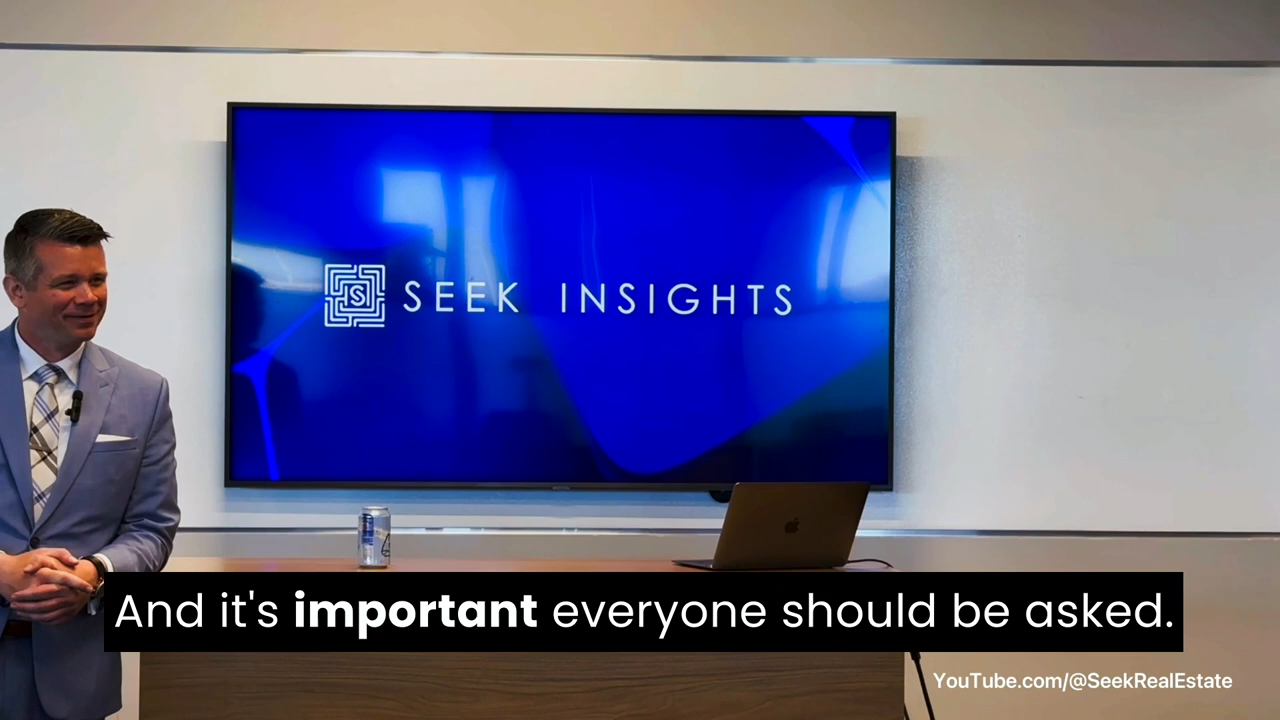 SEEK INSIGHTS
And it's important everyone should be asked.
YouTube.com/@SeekRealEstate